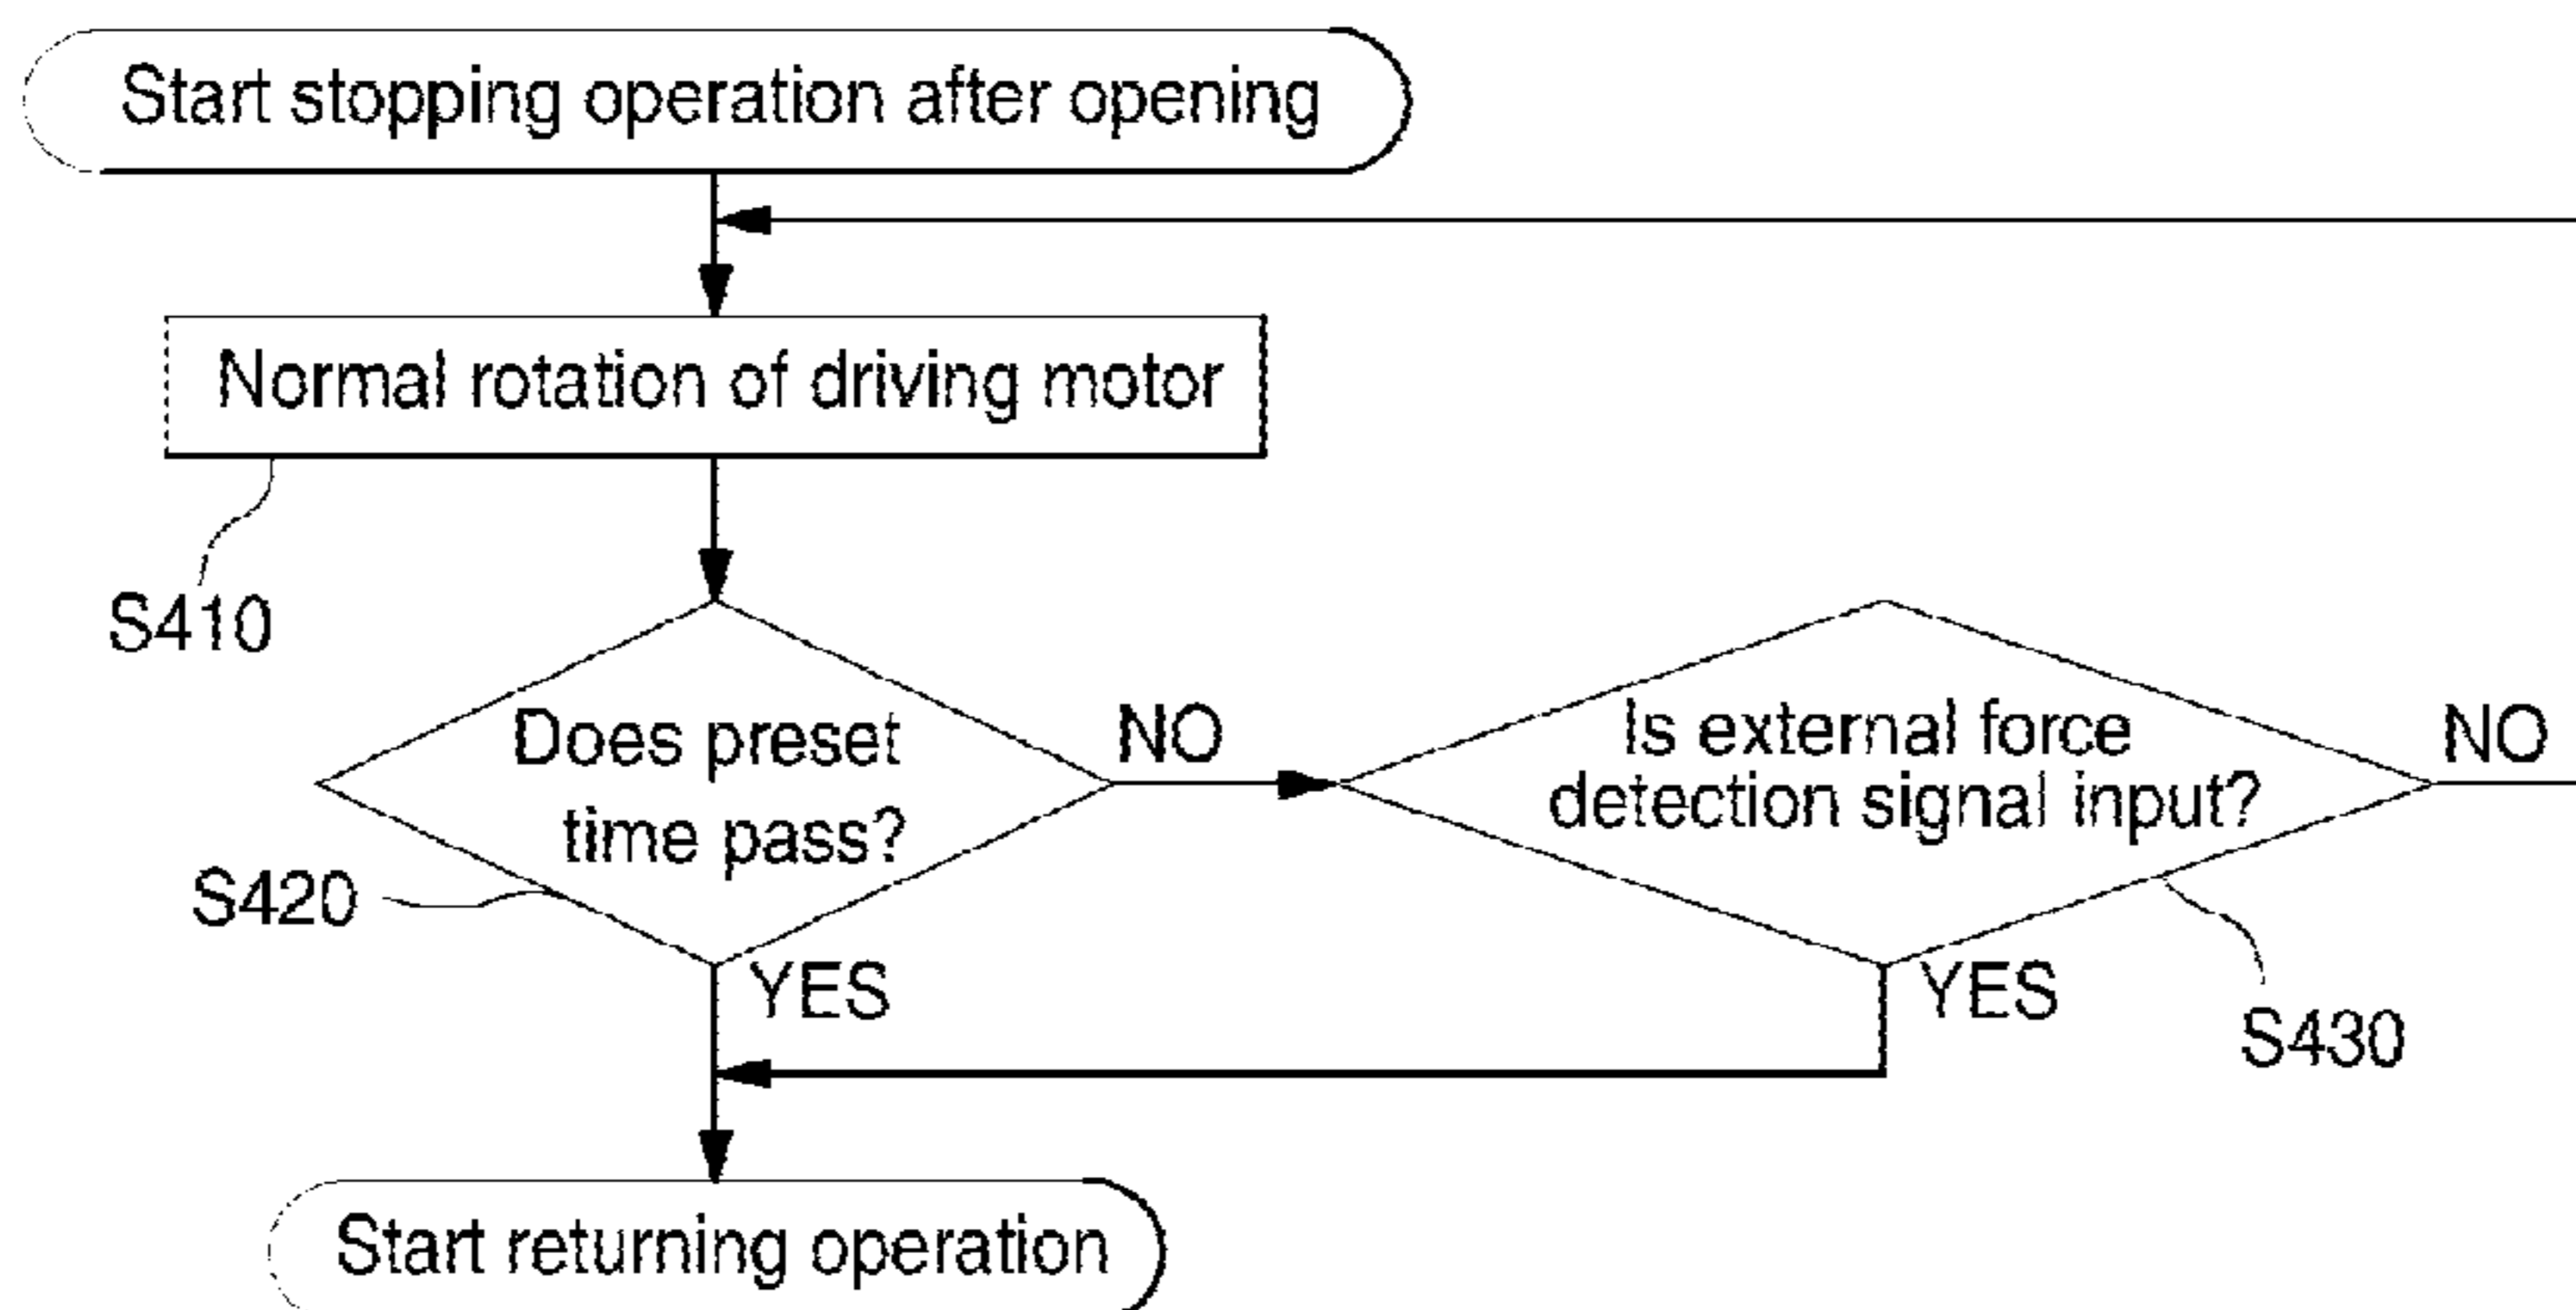 Start stopping operation after opening
Normal rotation of driving motor
S410
Does preset
time pass?
NO
S420
YES
Is external force
detection signal input?
NO
YES
S430
Start returning operation